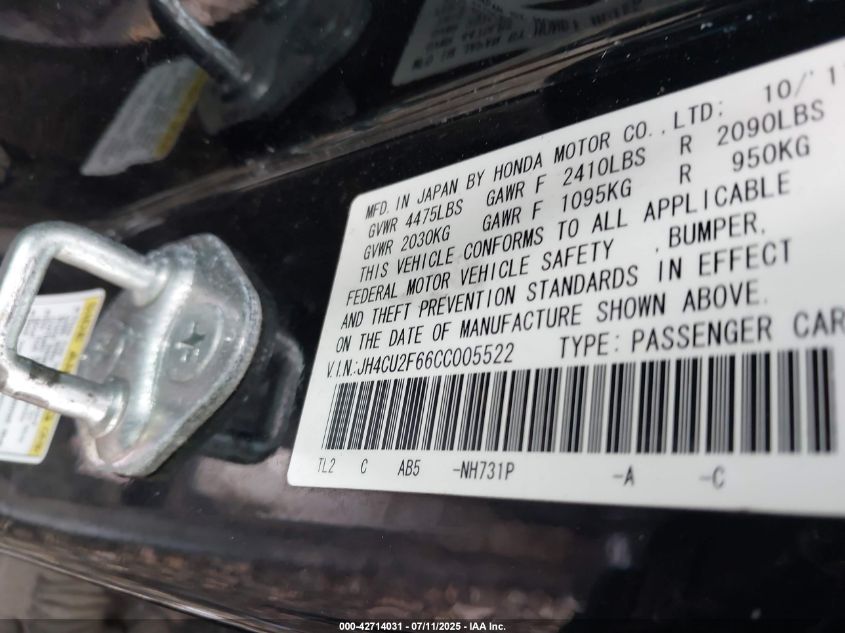 MFD. IN JAPAN BY HONDA MOTOR CO., LTD: 10/'1
GVWR 4475LBS GAWR F 2410LBS R 2090LBS
GVWR 2030KG GAWR F 1095KG R 950KG
THIS VEHICLE CONFORMS TO ALL APPLICABLE
FEDERAL MOTOR VEHICLE SAFETY , BUMPER,
AND THEFT PREVENTION STANDARDS IN EFFECT
ON THE DATE OF MANUFACTURE SHOWN ABOVE.
V.I.N.:JH4CU2F66CC005522 TYPE: PASSENGER CAR
TL2 C AB5 -NH731P -A -C
000-42714031 - 07/11/2025 - IAA Inc.